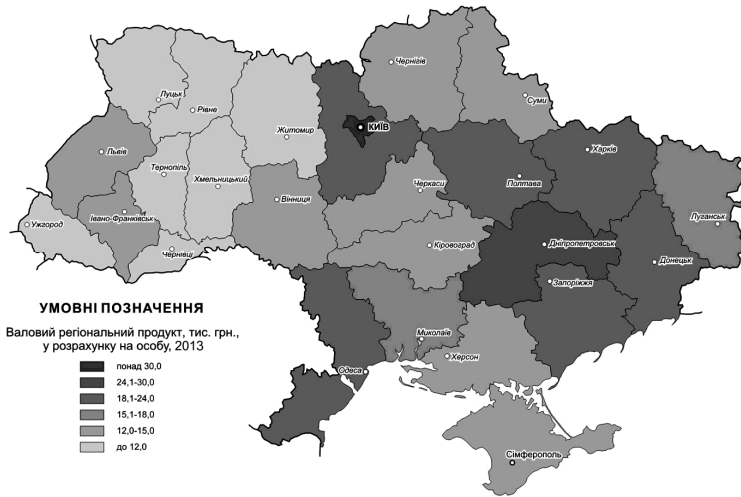 Чернігів
Луцьк
Рівне
Суми
Житомир
КИЇВ
Львів
Харків
Тернопіль
Полтава
Хмельницький
Черкаси
Вінниця
Івано-Франківськ
Луганськ
Ужгород
Чернівці
Кіровоград
Дніпропетровськ
Донецьк
Запоріжжя
Миколаїв
Херсон
Одеса
Сімферополь
УМОВНІ ПОЗНАЧЕННЯ
Валовий регіональний продукт, тис. грн.,
у розрахунку на особу, 2013
понад 30,0
24,1-30,0
18,1-24,0
15,1-18,0
12,0-15,0
до 12,0